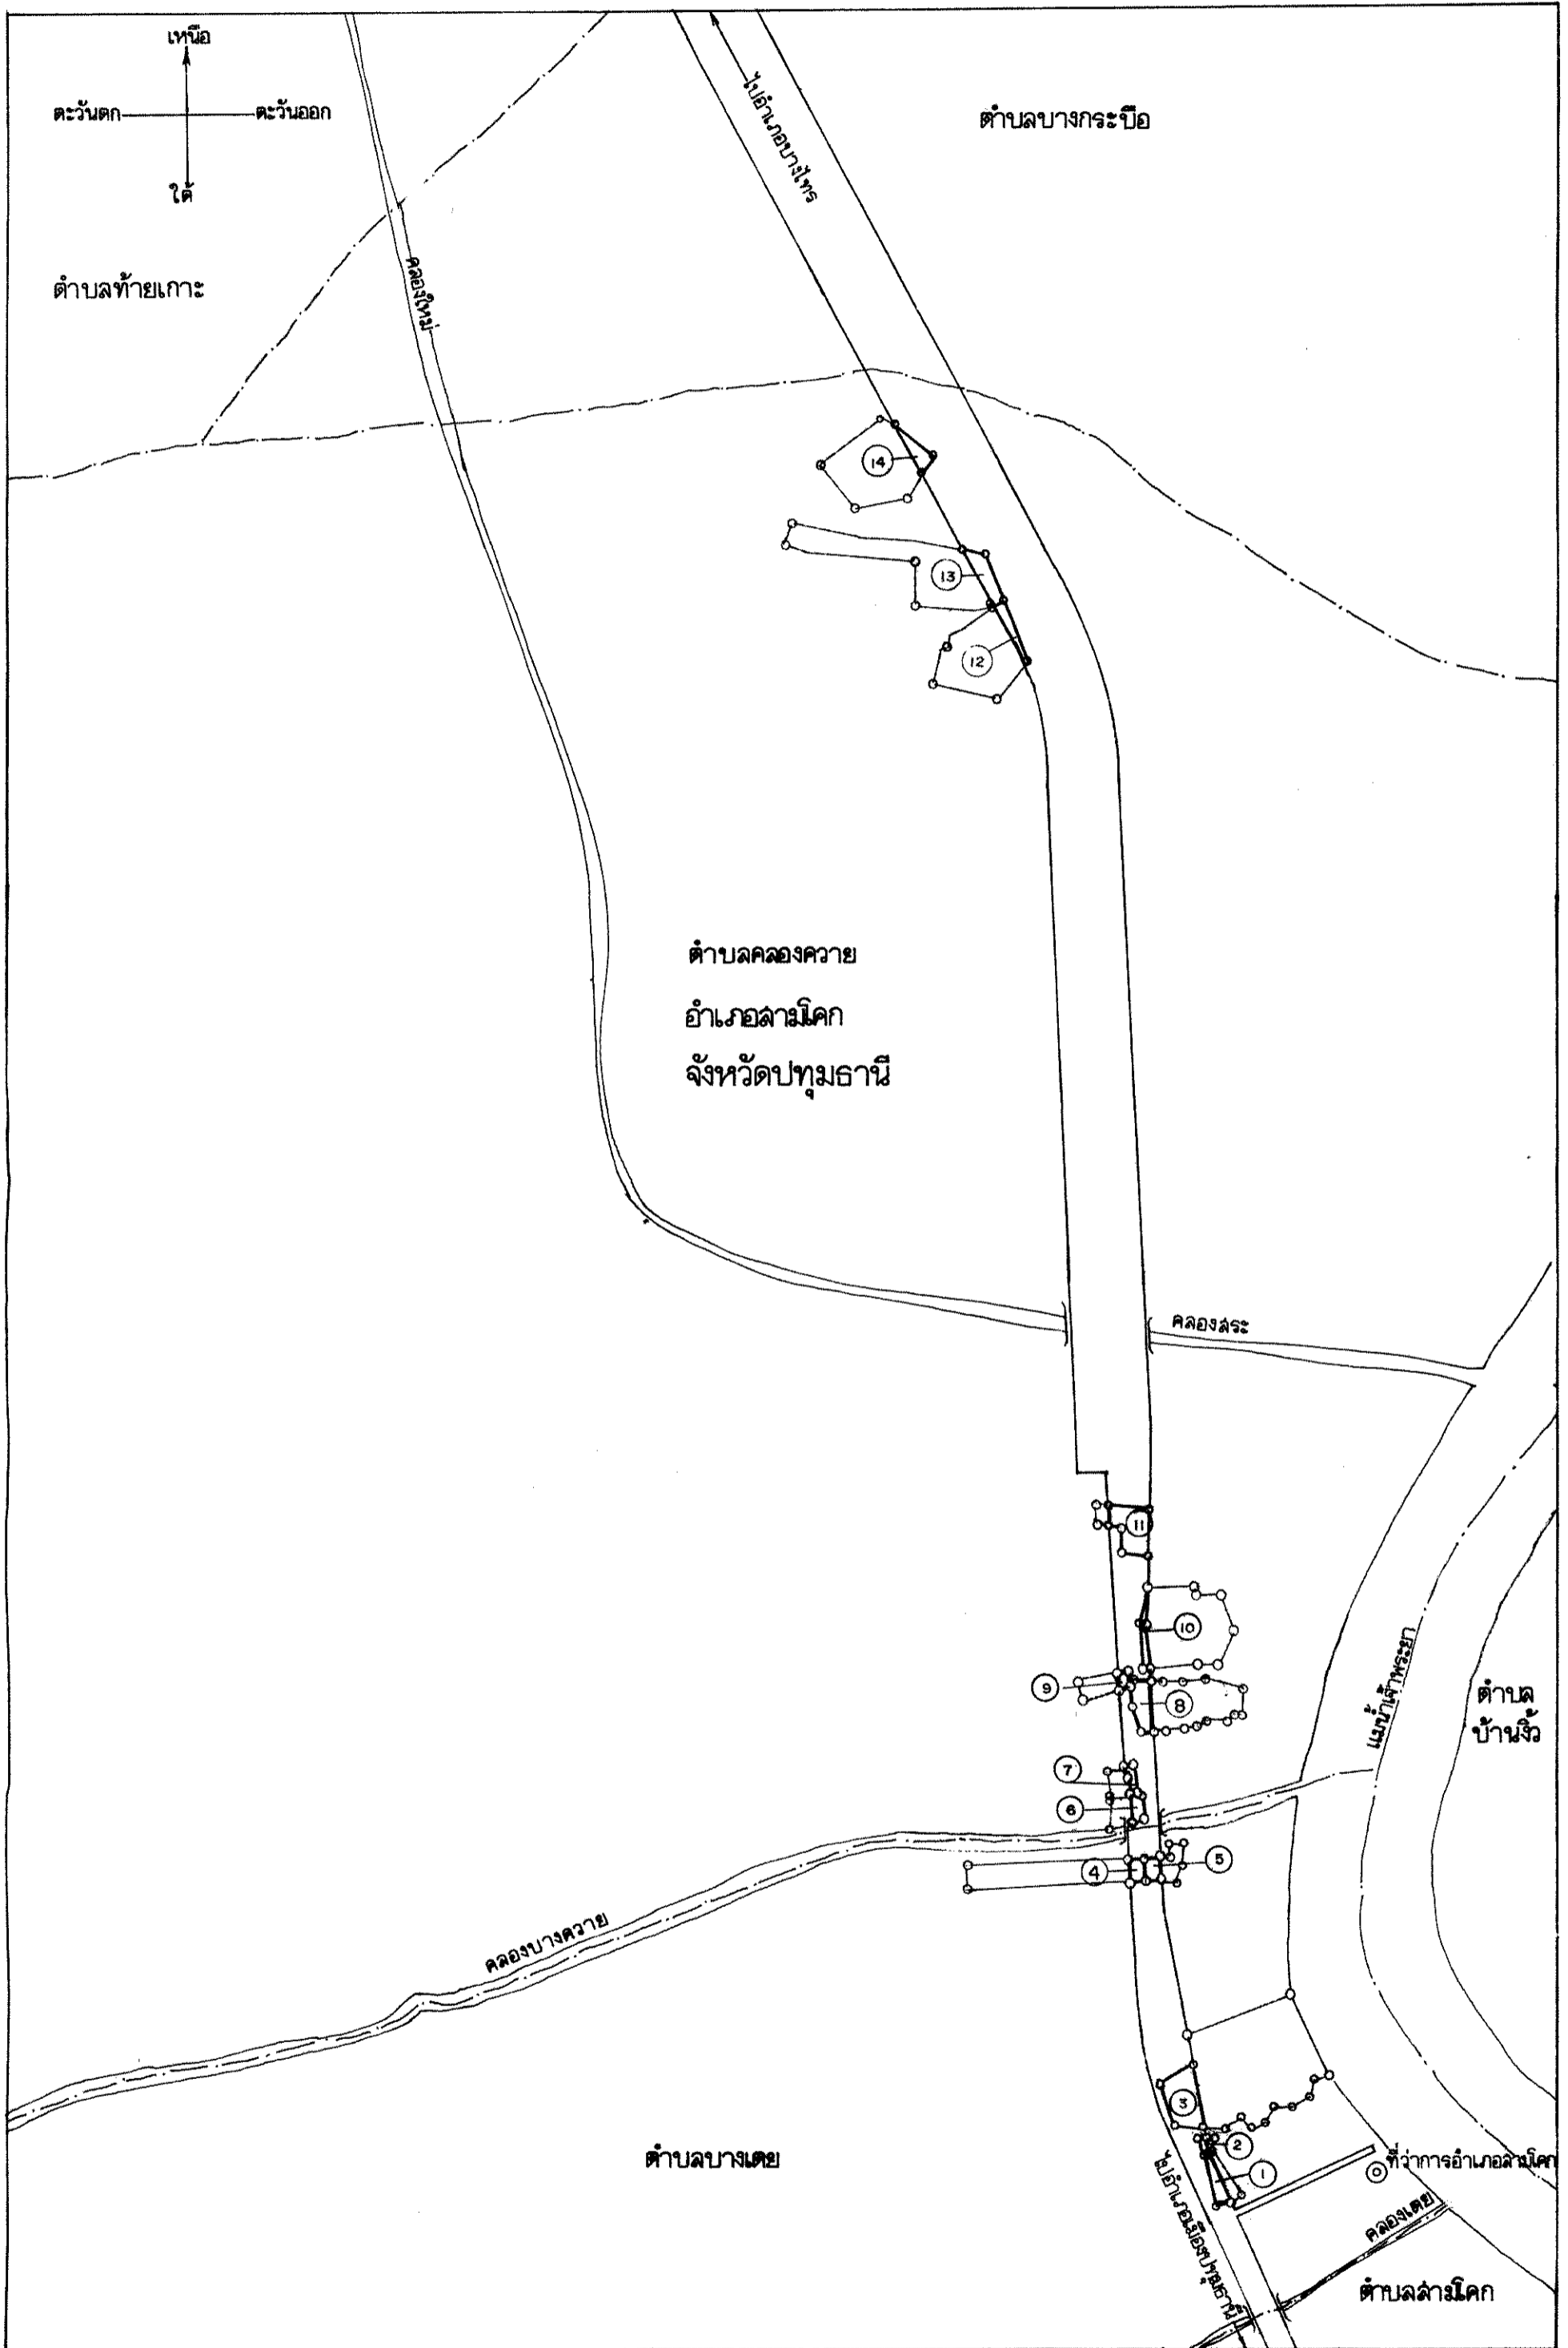 เหนือ
ตะวันตก
ตะวันออก
ใต้
ไปอำเภอบางไทร
ตำบลบางกระบือ
ตำบลท้ายเกาะ
คลองใหม่
14
13
12
ตำบลคลองควาย
อำเภอสามโคก
จังหวัดปทุมธานี
คลองสระ
11
10
9
8
แม่น้ำเจ้าพระยา
ตำบล
บ้านงิ้ว
7
6
5
4
คลองบางควาย
3
2
1
ตำบลบางเตย
ที่ว่าการอำเภอสามโคก
ไปอำเภอเมืองปทุมธานี
คลองเตย
ตำบลสามโคก